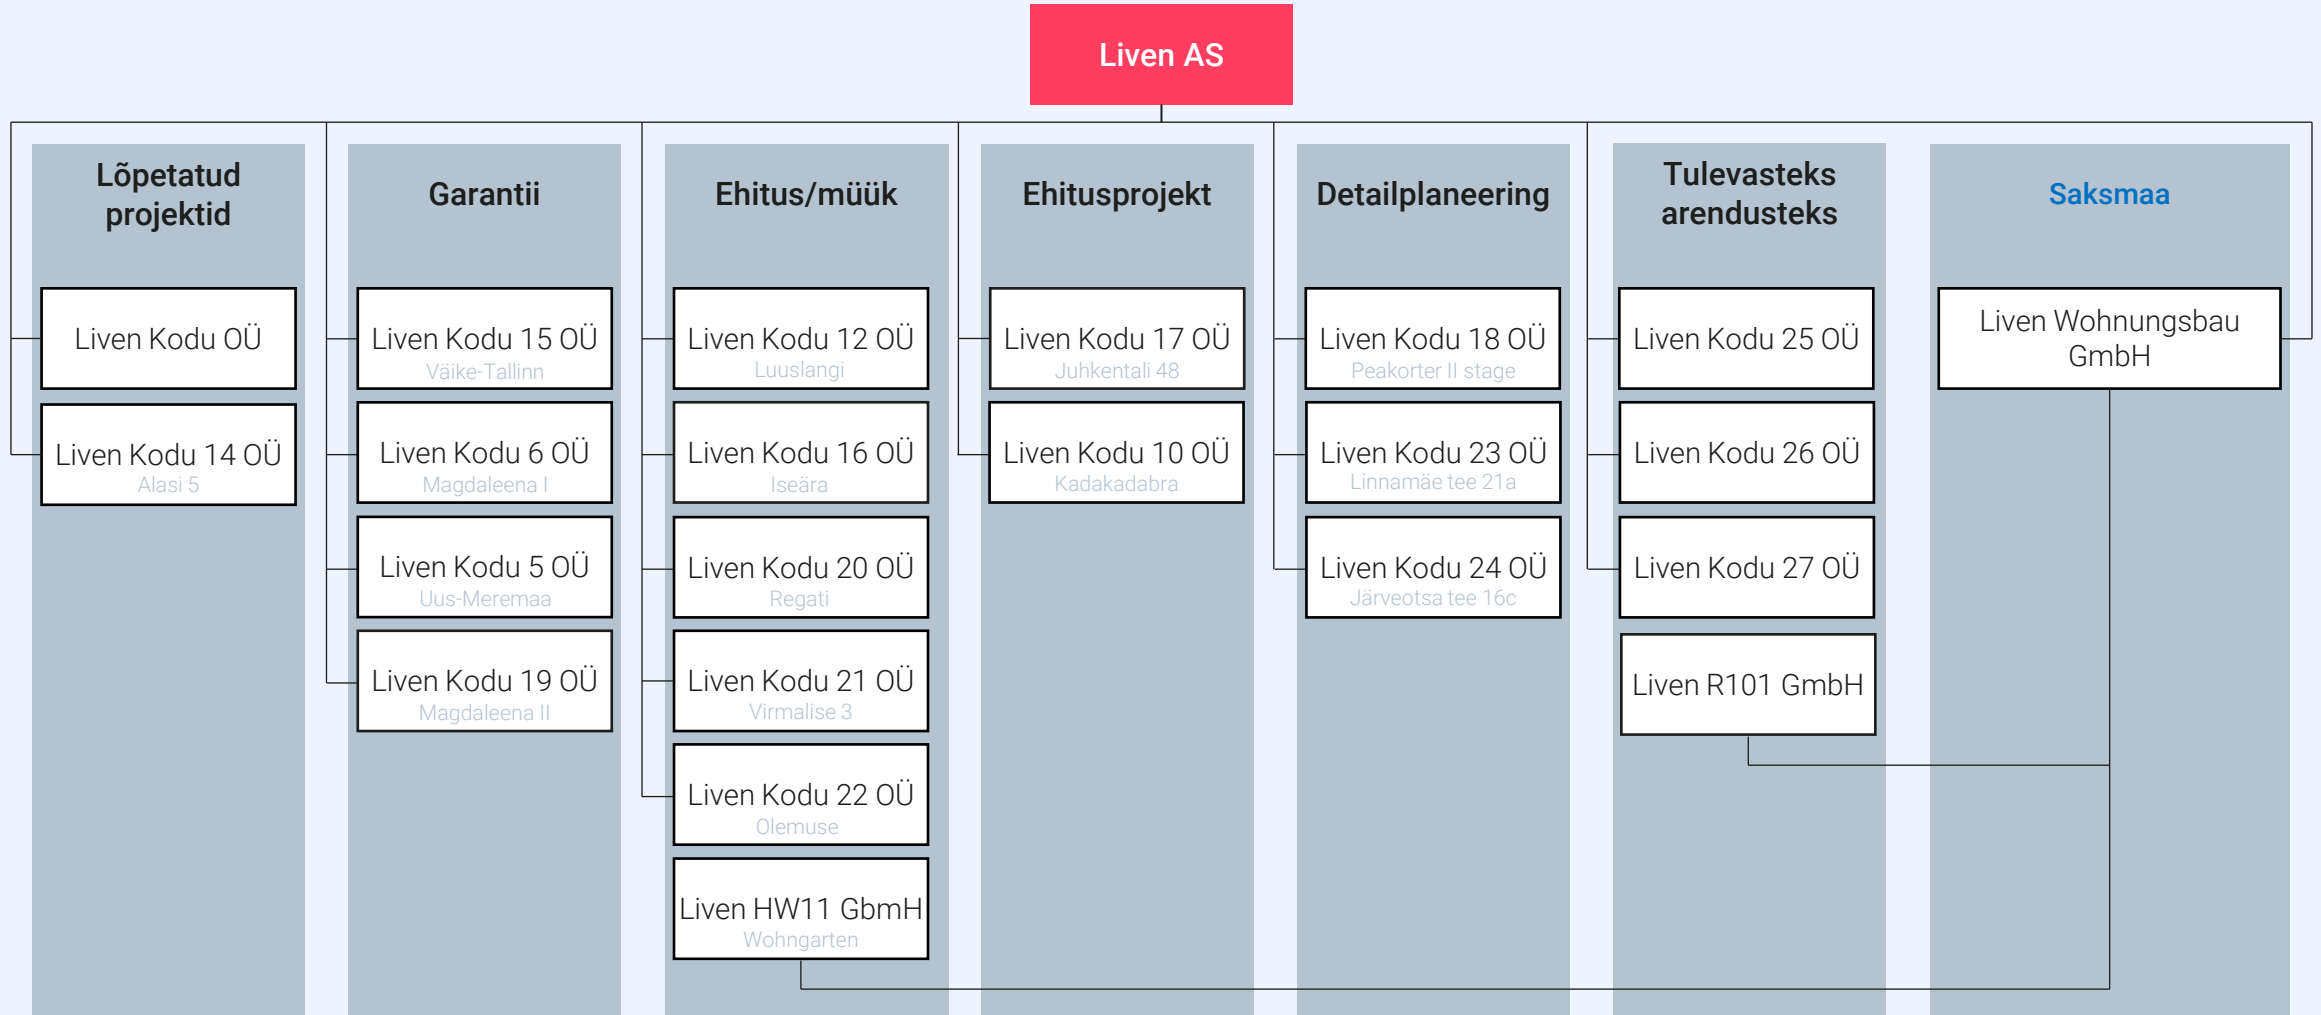 Liven AS
Lõpetatud
projektid
Liven Kodu OÜ
Liven Kodu 14 OÜ
Alasi 5
Garantii
Liven Kodu 15 OÜ
Väike-Tallinn
Liven Kodu 6 OÜ
Magdaleena I
Liven Kodu 5 OÜ
Uus-Meremaa
Liven Kodu 19 OÜ
Magdaleena II
Ehitus/müük
Liven Kodu 12 OÜ
Luuslangi
Liven Kodu 16 OÜ
Iseära
Liven Kodu 20 OÜ
Regati
Liven Kodu 21 OÜ
Virmalise 3
Liven Kodu 22 OÜ
Olemuse
Liven HW11 GbmH
Wohngarten
Ehitusprojekt
Liven Kodu 17 OÜ
Juhkentali 48
Liven Kodu 10 OÜ
Kadakadabra
Detailplaneering
Liven Kodu 18 OÜ
Peakorter II stage
Liven Kodu 23 OÜ
Linnamäe tee 21a
Liven Kodu 24 OÜ
Järveotsa tee 16c
Tulevasteks
arendusteks
Liven Kodu 25 OÜ
Liven Kodu 26 OÜ
Liven Kodu 27 OÜ
Liven R101 GmbH
Saksmaa
Liven Wohnungsbau
GmbH